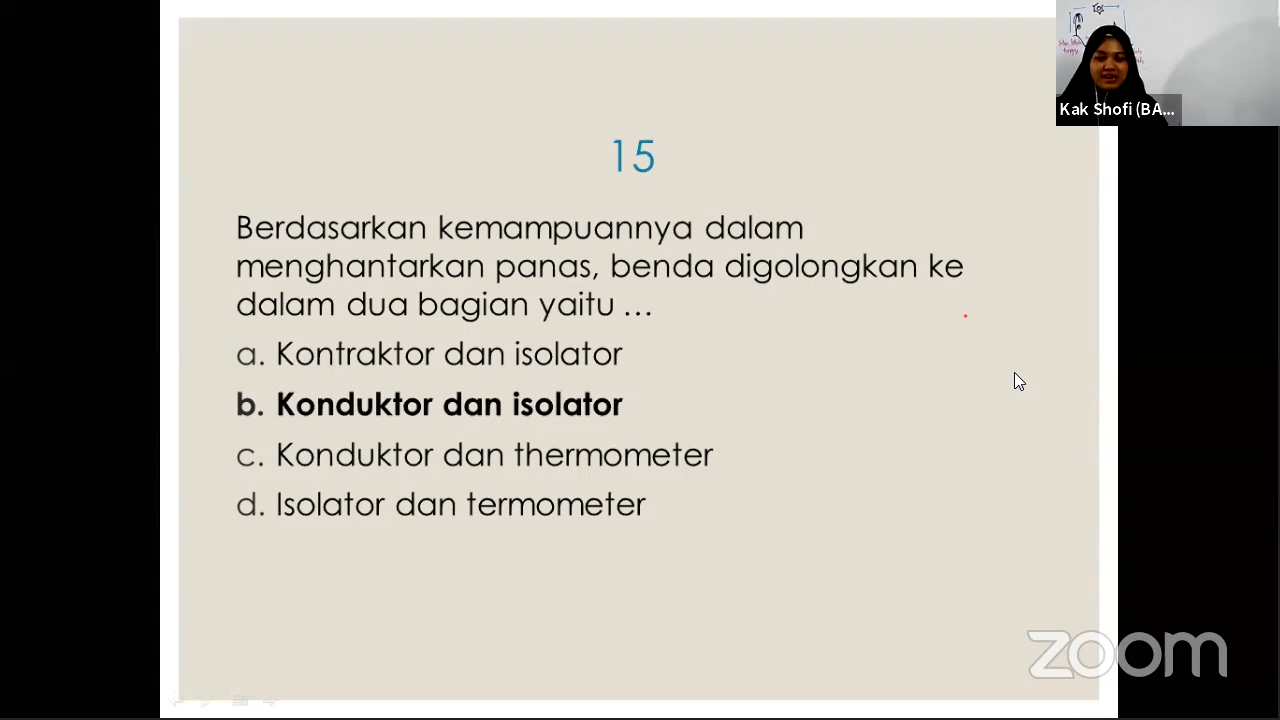 15
Berdasarkan kemampuannya dalam
menghantarkan panas, benda digolongkan ke
dalam dua bagian yaitu ...
a. Kontraktor dan isolator
b. Konduktor dan isolator
c. Konduktor dan thermometer
d. Isolator dan termometer
Kak Shofi (BA...
zoom